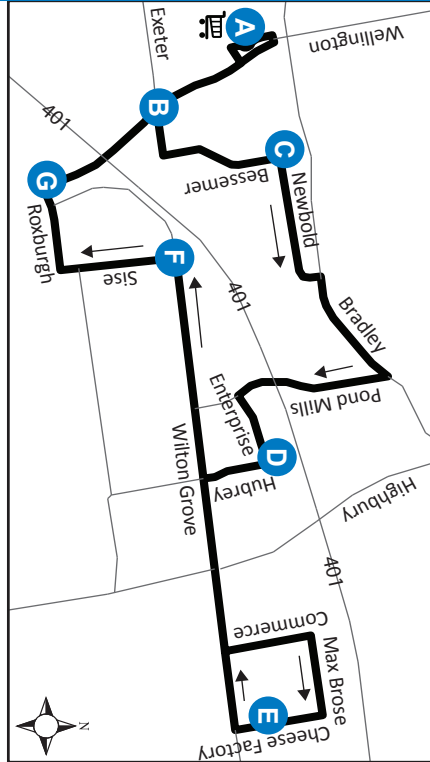 Wellington
A
Exeter
B
401
C
Bessemer
Newbold
G
Roxburgh
Sise
F
401
Bradley
Pond Mills
Enterprise
D
Hubrey
Wilton Grove
Highbury
401
Commerce
Max Brose
E
Cheese Factory
N